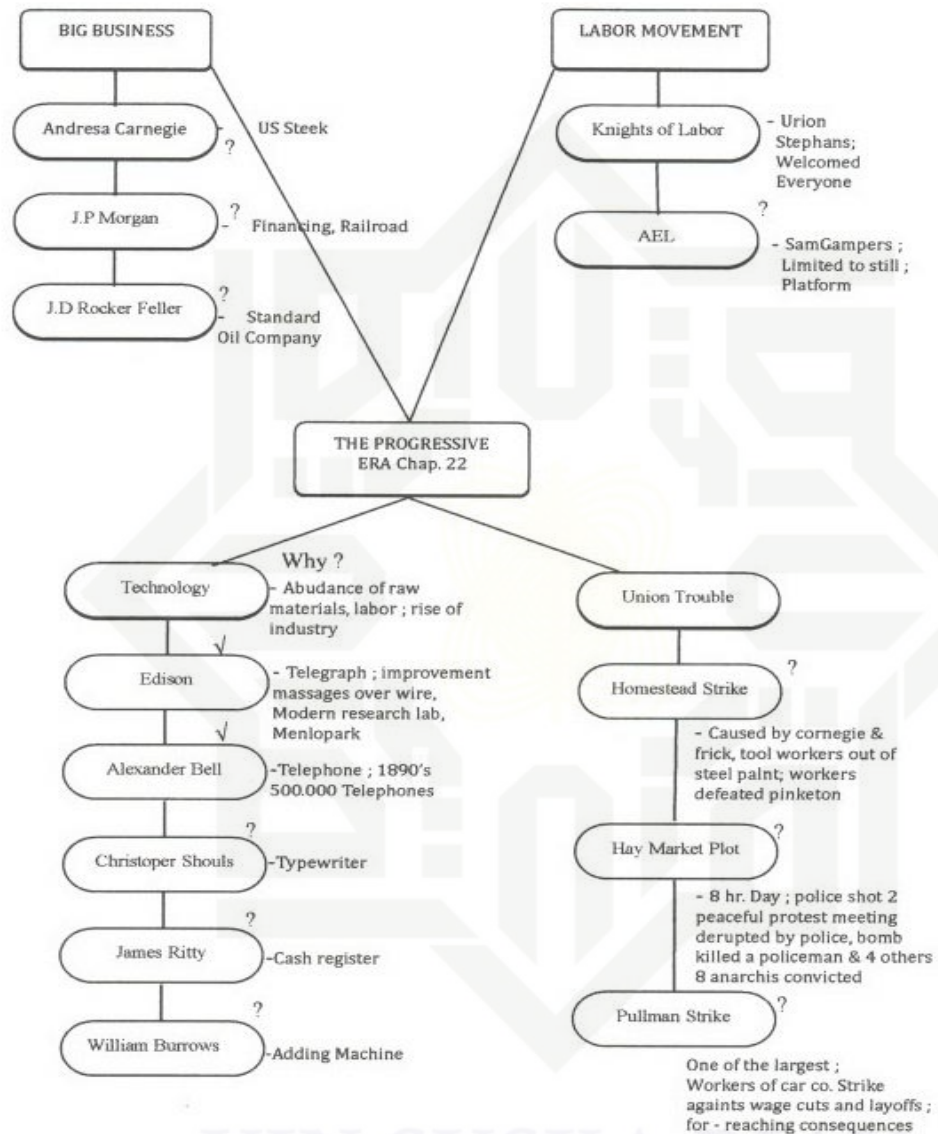 BIG BUSINESS
Andresa Carnegie
- US Steek
?
J.P Morgan
?
- Financing, Railroad
J.D Rocker Feller
?
- Standard
Oil Company
LABOR MOVEMENT
Knights of Labor
- Urion
Stephans;
Welcomed
Everyone
AEL
?
- SamGampers ;
Limited to still ;
Platform
THE PROGRESSIVE
ERA Chap. 22
Technology
Why ?
- Abudance of raw
materials, labor ; rise of
industry
Edison
√
- Telegraph ; improvement
massages over wire,
Modern research lab,
Menlopark
Alexander Bell
√
-Telephone ; 1890's
500.000 Telephones
Christoper Shouls
?
-Typewriter
James Ritty
?
-Cash register
William Burrows
?
-Adding Machine
Union Trouble
Homestead Strike
?
- Caused by cornegie &
frick, tool workers out of
steel palnt; workers
defeated pinketon
Hay Market Plot
?
- 8 hr. Day ; police shot 2
peaceful protest meeting
derupted by police, bomb
killed a policeman & 4 others
8 anarchis convicted
Pullman Strike
?
One of the largest ;
Workers of car co. Strike
againts wage cuts and layoffs ;
for - reaching consequences